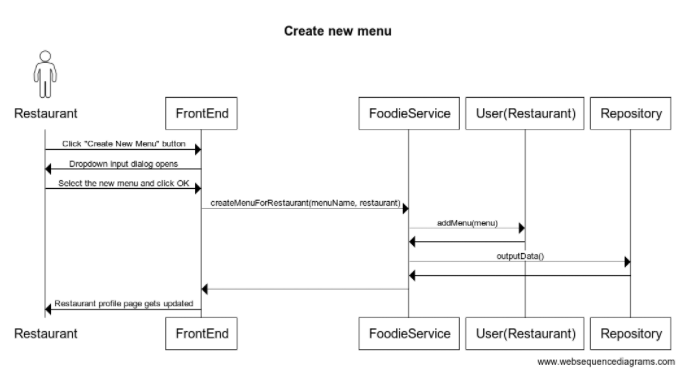 Create new menu
Restaurant
FrontEnd
FoodieService
User(Restaurant)
Repository
Click "Create New Menu" button
Dropdown input dialog opens
Select the new menu and click OK
createMenuForRestaurant(menuName, restaurant)
addMenu(menu)
outputData()
Restaurant profile page gets updated
Restaurant
FrontEnd
FoodieService
User(Restaurant)
Repository
www.websequencediagrams.com